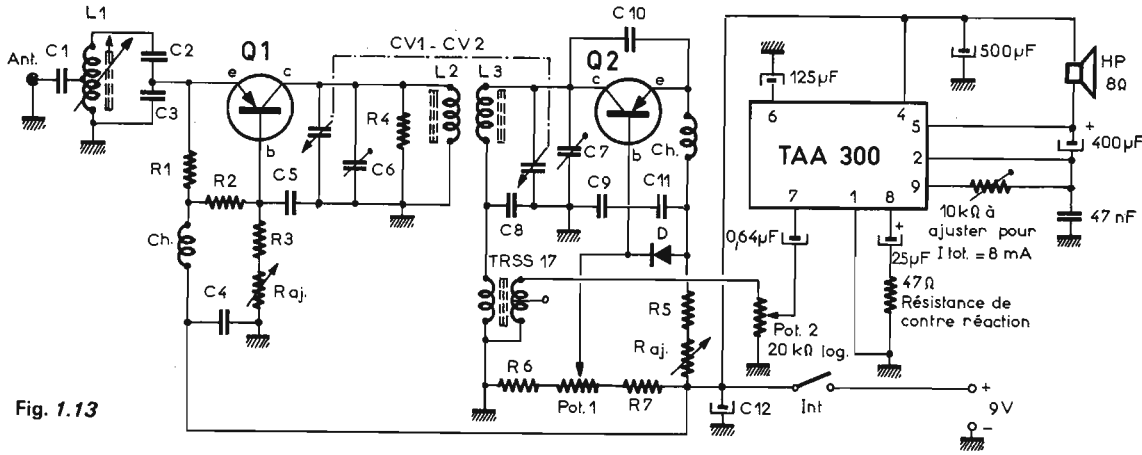 L1
Ant.
C1
C2
C3
Q1
e
c
b
R1
R2
R3
C5
Ch.
C4
R aj.
CV1-CV2
R4
C6
L2
L3
C10
Q2
c
e
b
C7
Ch.
C8
C9
C11
D
TRSS 17
R5
R aj.
R6
Pot.1
R7
C12
Int
+
9V
-
125µF
500µF
HP
8Ω
TAA 300
6
4
5
2
9
7
1
8
+
400µF
10kΩ à
ajuster pour
I tot. = 8 mA
47nF
0,64µF
+
25µF
47Ω
Résistance de
contre réaction
Pot. 2
20 kΩ log.
Fig. 1.13